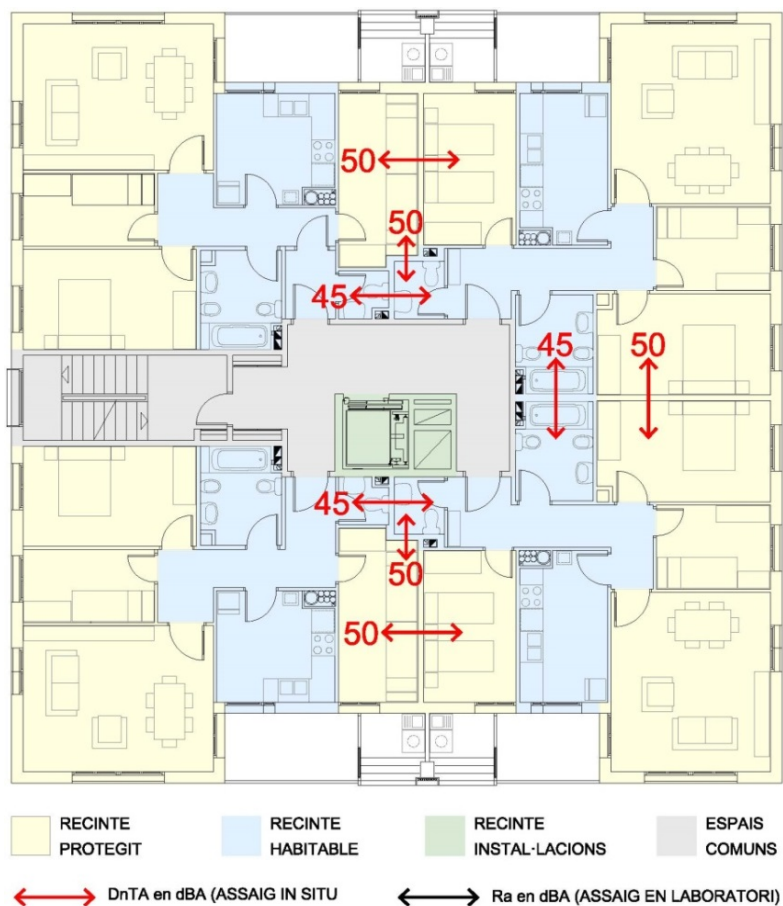 50
50
45
45
50
45
50
50
RECINTE
PROTEGIT
RECINTE
HABITABLE
RECINTE
INSTAL·LACIONS
ESPAIS
COMUNS
DnTA en dBA (ASSAIG IN SITU
Ra en dBA (ASSAIG EN LABORATORI)